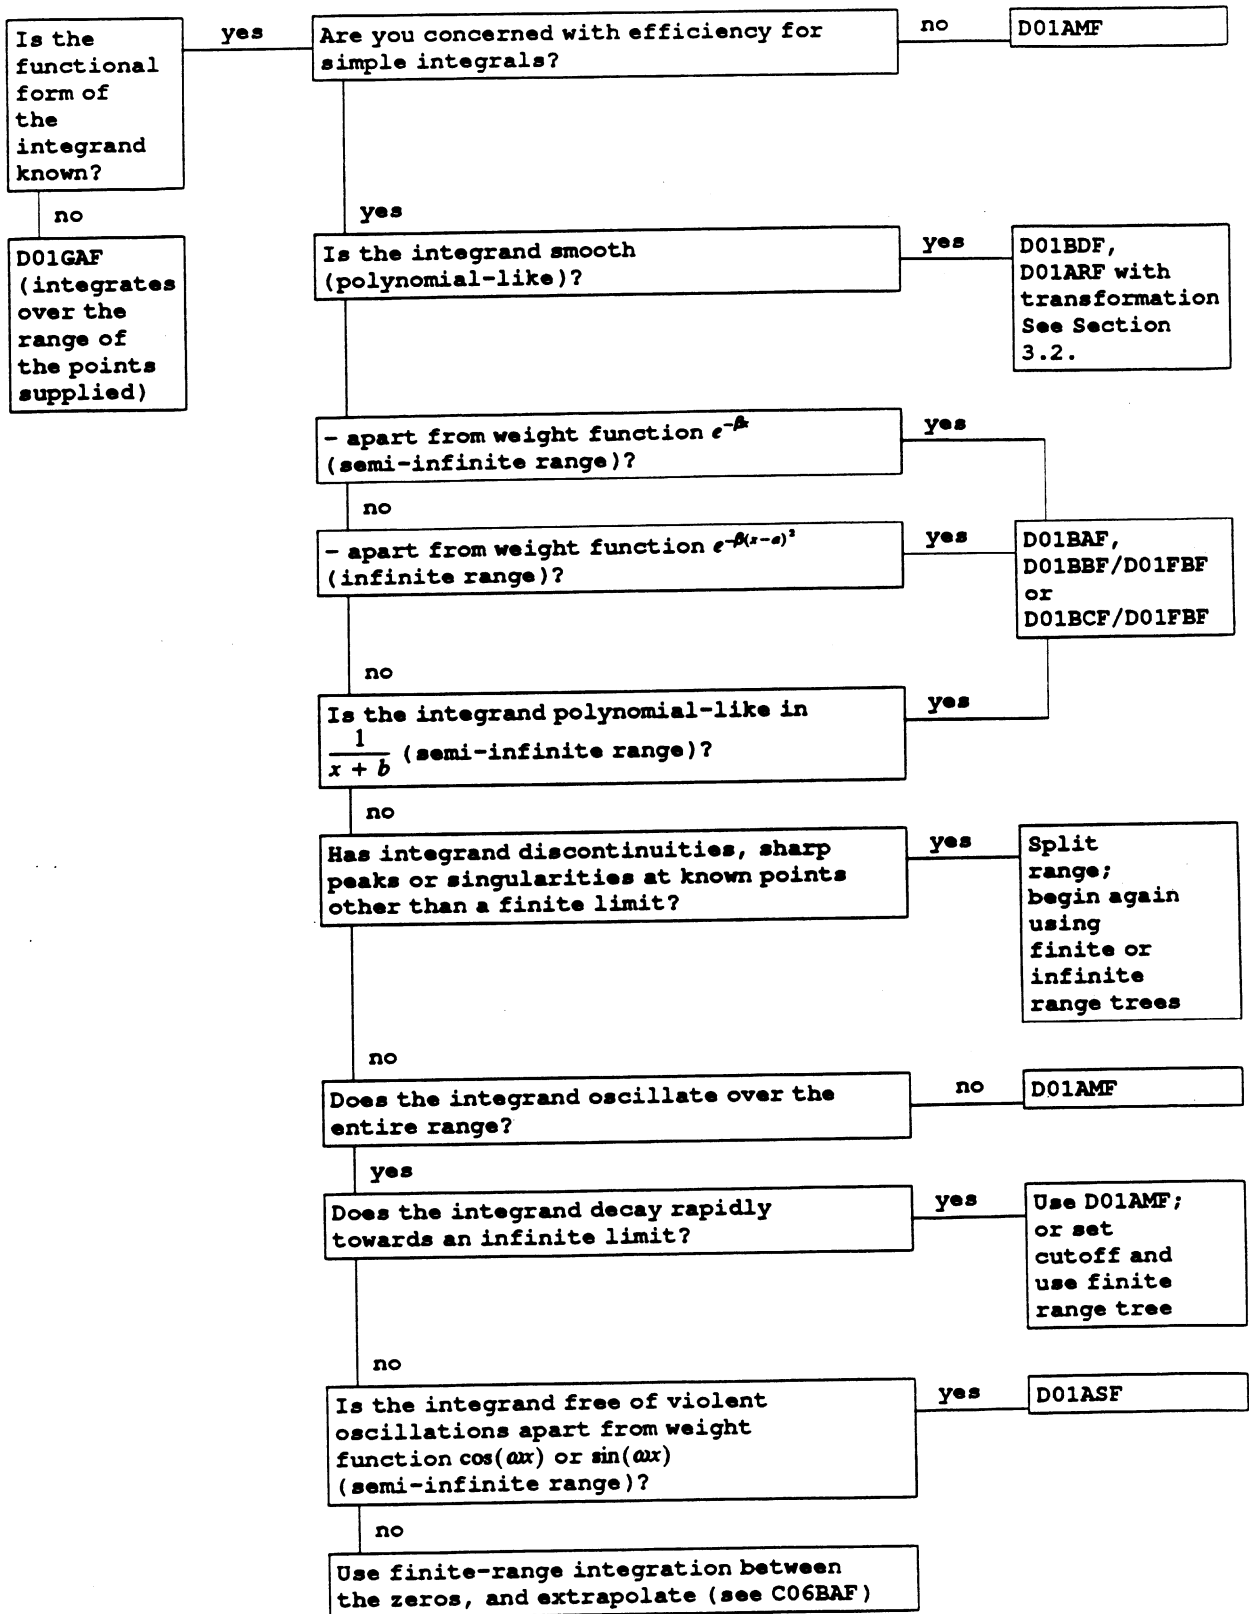 Is the
functional
form of
the
integrand
known?
yes
Are you concerned with efficiency for
simple integrals?
no
D01AMF
no
D01GAF
(integrates
over the
range of
the points
supplied)
yes
Is the integrand smooth
(polynomial-like)?
yes
D01BDF,
D01ARF with
transformation
See Section
3.2.
- apart from weight function e^{-βx}
(semi-infinite range)?
yes
no
- apart from weight function e^{-β(x-a)^2}
(infinite range)?
yes
D01BAF,
D01BBF/D01FBF
or
D01BCF/D01FBF
no
Is the integrand polynomial-like in
1/(x + b) (semi-infinite range)?
yes
no
Has integrand discontinuities, sharp
peaks or singularities at known points
other than a finite limit?
yes
Split
range;
begin again
using
finite or
infinite
range trees
no
Does the integrand oscillate over the
entire range?
no
D01AMF
yes
Does the integrand decay rapidly
towards an infinite limit?
yes
Use D01AMF;
or set
cutoff and
use finite
range tree
no
Is the integrand free of violent
oscillations apart from weight
function cos(ωx) or sin(ωx)
(semi-infinite range)?
yes
D01ASF
no
Use finite-range integration between
the zeros, and extrapolate (see C06BAF)